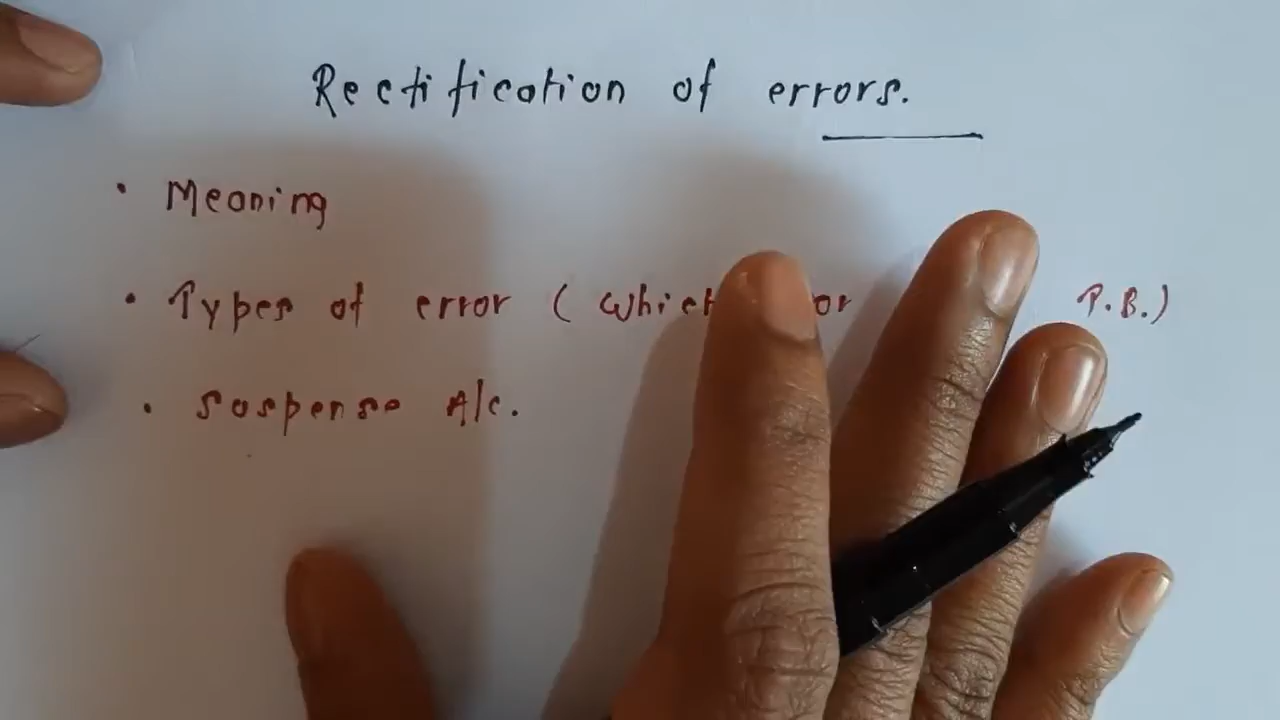 Rectification of errors.
• Meaning
• Types of error ( which T.B.)
• Suspense A/c.